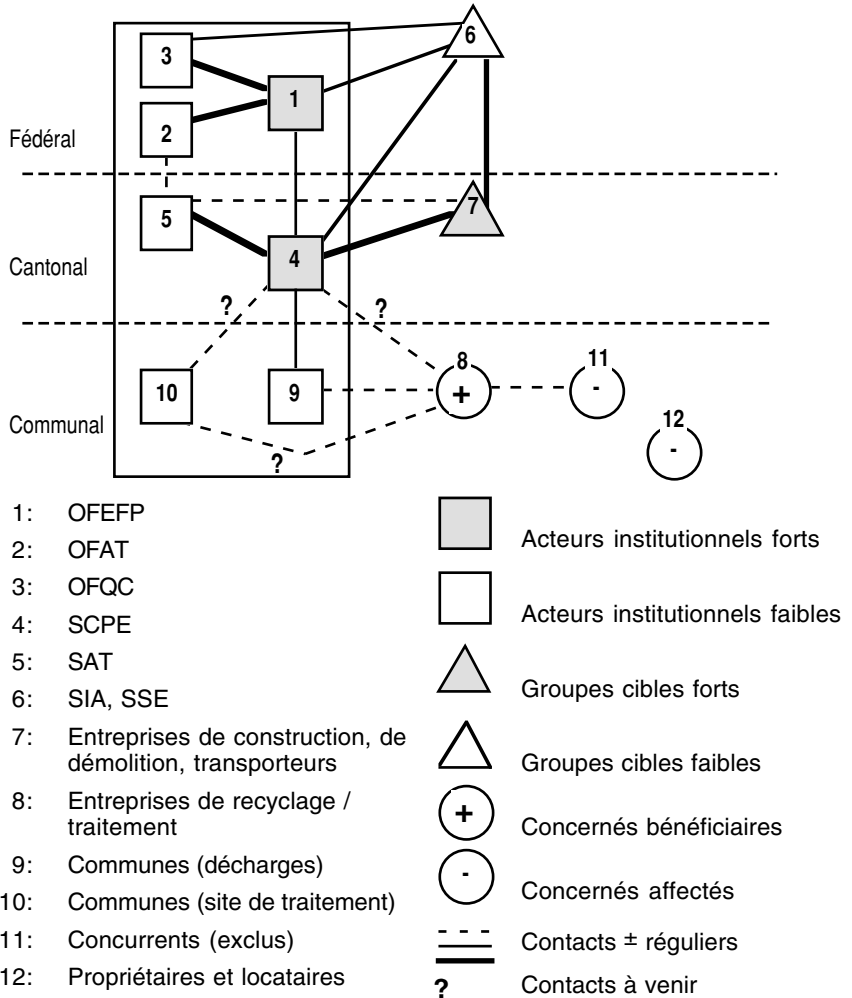 6
3
1
2
Fédéral
7
5
4
Cantonal
? ?
8 11
10 9 + -
12
Communal
-
?
1: OFEFP
2: OFAT
3: OFQC
4: SCPE
5: SAT
6: SIA, SSE
7: Entreprises de construction, de
démolition, transporteurs
8: Entreprises de recyclage /
traitement
9: Communes (décharges)
10: Communes (site de traitement)
11: Concurrents (exclus)
12: Propriétaires et locataires
Acteurs institutionnels forts
Acteurs institutionnels faibles
Groupes cibles forts
Groupes cibles faibles
+ Concernés bénéficiaires
- Concernés affectés
Contacts ± réguliers
? Contacts à venir